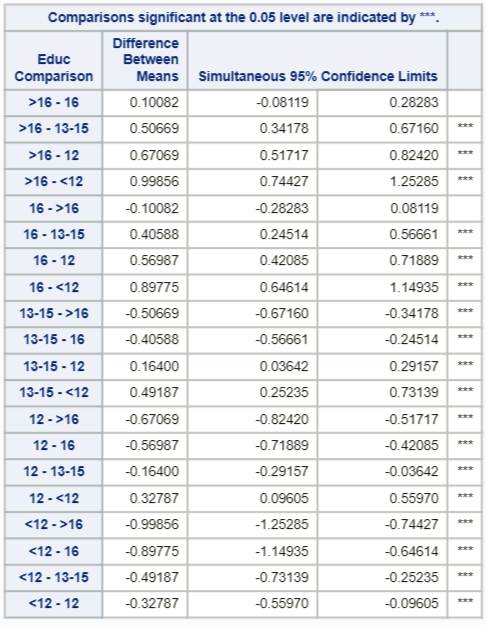 Comparisons significant at the 0.05 level are indicated by ***.
Educ Comparison Difference Between Means Simultaneous 95% Confidence Limits
>16 - 16 0.10082 -0.08119 0.28283
>16 - 13-15 0.50669 0.34178 0.67160 ***
>16 - 12 0.67069 0.51717 0.82420 ***
>16 - <12 0.99856 0.74427 1.25285 ***
16 - >16 -0.10082 -0.28283 0.08119
16 - 13-15 0.40588 0.24514 0.56661 ***
16 - 12 0.56987 0.42085 0.71889 ***
16 - <12 0.89775 0.64614 1.14935 ***
13-15 - >16 -0.50669 -0.67160 -0.34178 ***
13-15 - 16 -0.40588 -0.56661 -0.24514 ***
13-15 - 12 0.16400 0.03642 0.29157 ***
13-15 - <12 0.49187 0.25235 0.73139 ***
12 - >16 -0.67069 -0.82420 -0.51717 ***
12 - 16 -0.56987 -0.71889 -0.42085 ***
12 - 13-15 -0.16400 -0.29157 -0.03642 ***
12 - <12 0.32787 0.09605 0.55970 ***
<12 - >16 -0.99856 -1.25285 -0.74427 ***
<12 - 16 -0.89775 -1.14935 -0.64614 ***
<12 - 13-15 -0.49187 -0.73139 -0.25235 ***
<12 - 12 -0.32787 -0.55970 -0.09605 ***